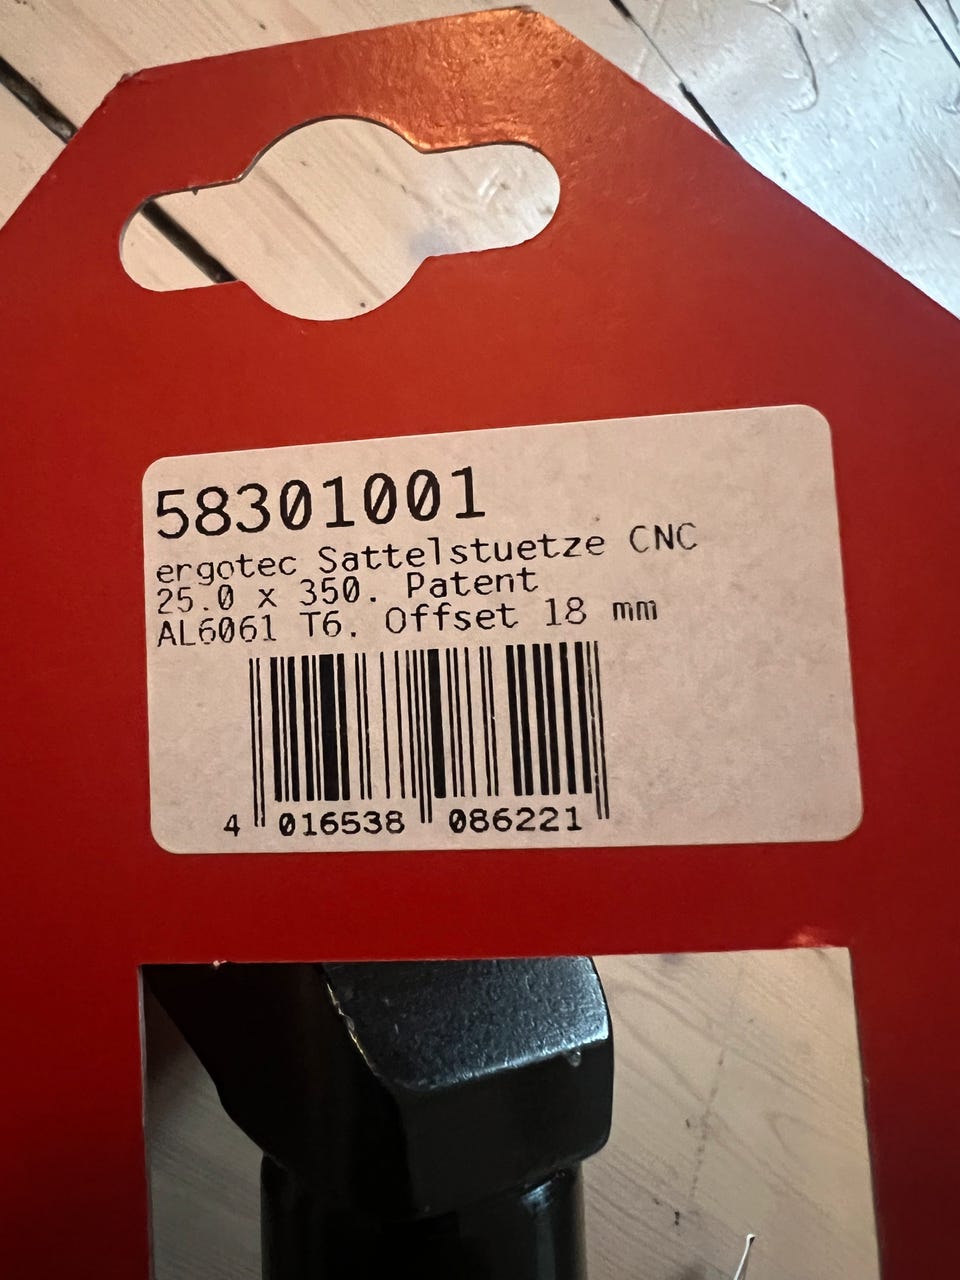 58301001
ergotec Sattelstuetze CNC
25.0 x 350. Patent
AL6061 T6. Offset 18 mm
4 016538 086221